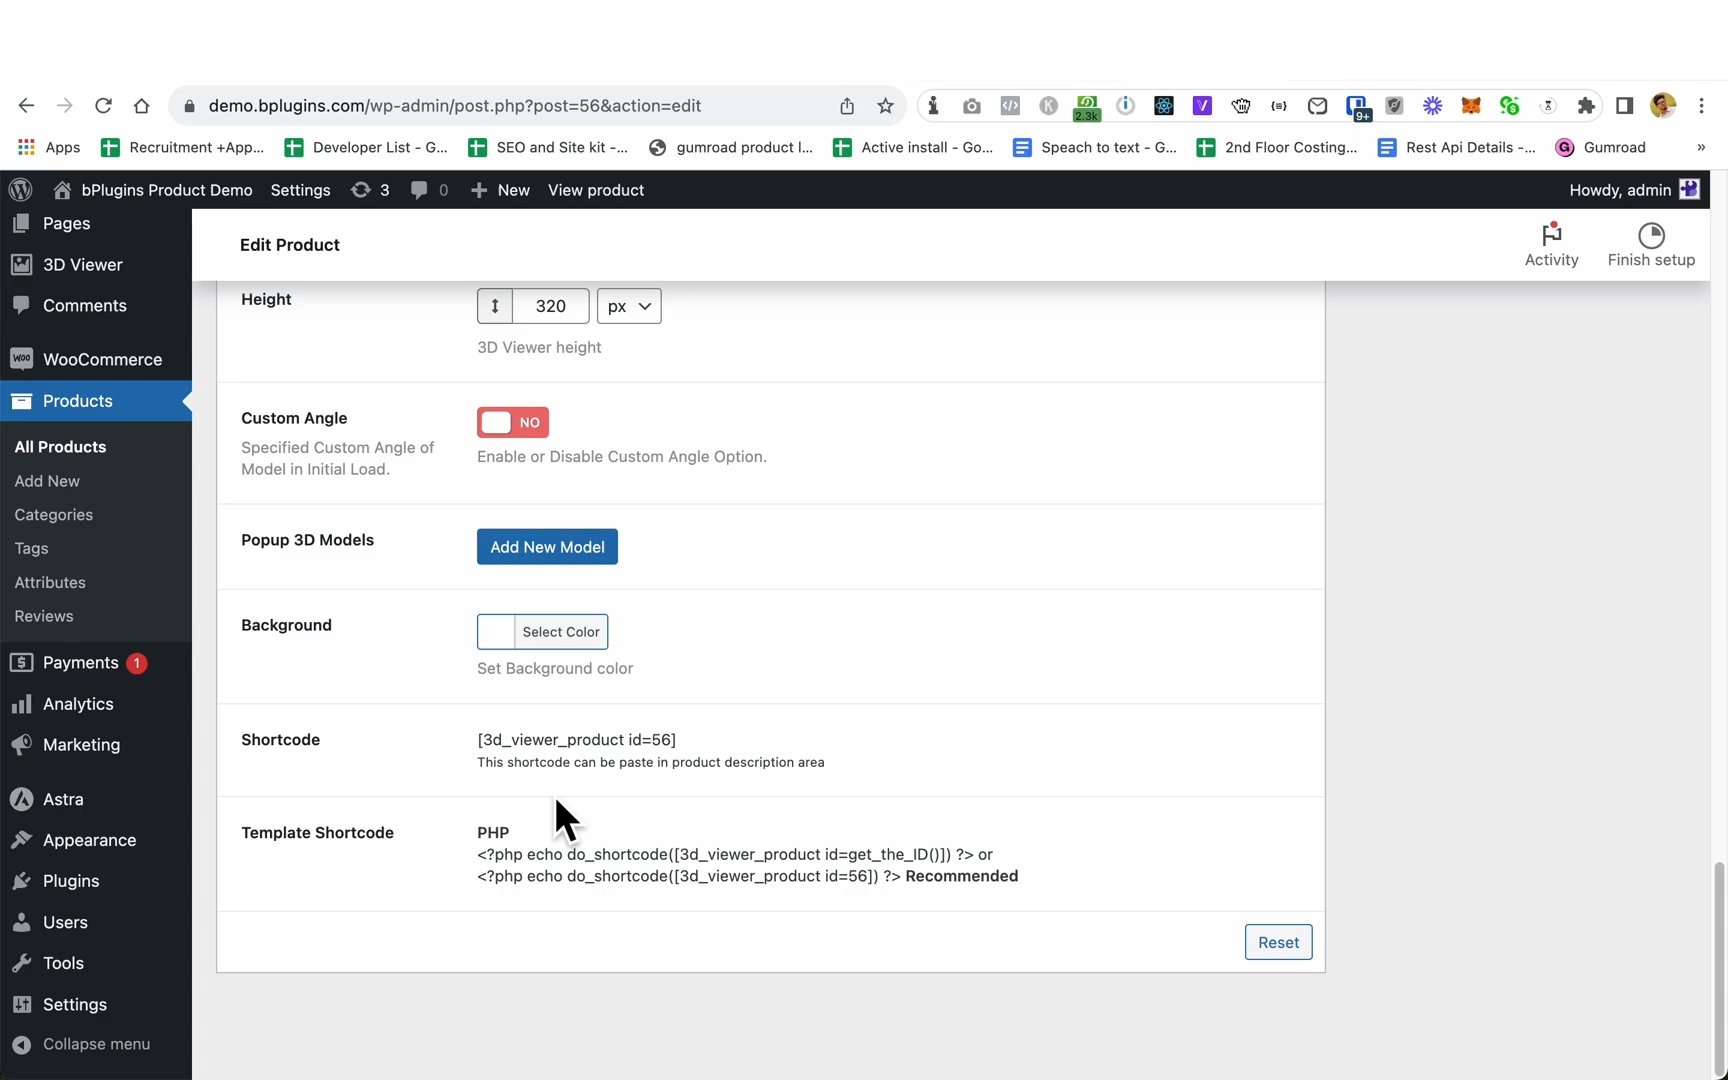 demo.bplugins.com/wp-admin/post.php?post=56&action=edit
2.3k
9+
Apps
Recruitment +App...
Developer List - G...
SEO and Site kit -...
gumroad product l...
Active install - Go...
Speach to text - G...
2nd Floor Costing...
Rest Api Details -...
Gumroad
»
bPlugins Product Demo
Settings
3
0
New
View product
Howdy, admin
Pages
3D Viewer
Comments
WooCommerce
Products
All Products
Add New
Categories
Tags
Attributes
Reviews
Payments 1
Analytics
Marketing
Astra
Appearance
Plugins
Users
Tools
Settings
Collapse menu
Edit Product
Activity
Finish setup
Height
320
px
3D Viewer height
Custom Angle
Specified Custom Angle of
Model in Initial Load.
NO
Enable or Disable Custom Angle Option.
Popup 3D Models
Add New Model
Background
Select Color
Set Background color
Shortcode
[3d_viewer_product id=56]
This shortcode can be paste in product description area
Template Shortcode
PHP
<?php echo do_shortcode([3d_viewer_product id=get_the_ID()]) ?> or
<?php echo do_shortcode([3d_viewer_product id=56]) ?> Recommended
Reset